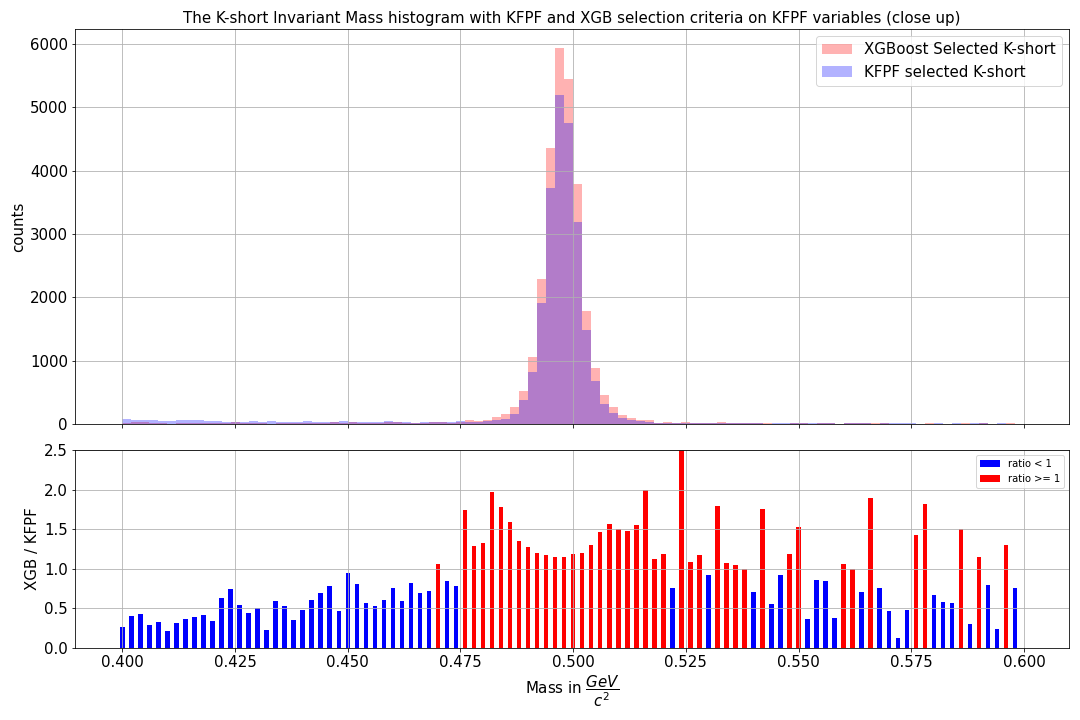 The K-short Invariant Mass histogram with KFPF and XGB selection criteria on KFPF variables (close up)
6000
5000
4000
3000
2000
1000
0
counts
XGBoost Selected K-short
KFPF selected K-short
2.5
2.0
1.5
1.0
0.5
0.0
XGB / KFPF
ratio < 1
ratio >= 1
0.400 0.425 0.450 0.475 0.500 0.525 0.550 0.575 0.600
Mass in GeV/c²